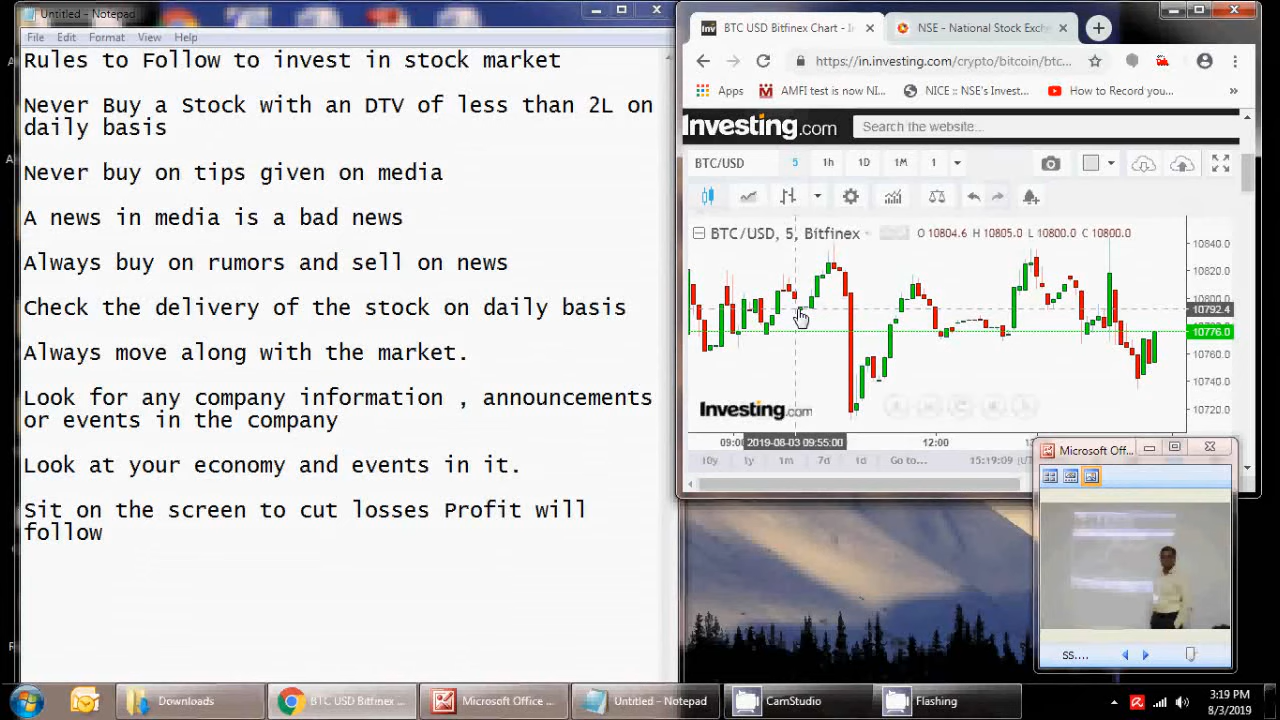 Untitled - Notepad
File Edit Format View Help
Rules to Follow to invest in stock market
Never Buy a Stock with an DTV of less than 2L on
daily basis
Never buy on tips given on media
A news in media is a bad news
Always buy on rumors and sell on news
Check the delivery of the stock on daily basis
Always move along with the market.
Look for any company information , announcements
or events in the company
Look at your economy and events in it.
Sit on the screen to cut losses Profit will
follow
BTC USD Bitfinex Chart - I
NSE - National Stock Exch
https://in.investing.com/crypto/bitcoin/btc...
Apps AMFI test is now NI... NICE :: NSE's Invest... How to Record you... »
Investing.com Search the website...
BTC/USD 5 1h 1D 1M 1
BTC/USD, 5, Bitfinex O 10804.6 H 10805.0 L 10800.0 C 10800.0
10840.0
10820.0
10800.0
10792.4
10776.0
10760.0
10740.0
10720.0
Investing.com
09:0 2019-08-03 09:55:00 12:00
10y 1y 1m 7d 1d Go to... 15:19:09
Microsoft Off...
ss....
Downloads
BTC USD Bitfinex
Microsoft Office
Untitled - Notepad
CamStudio
Flashing
3:19 PM
8/3/2019